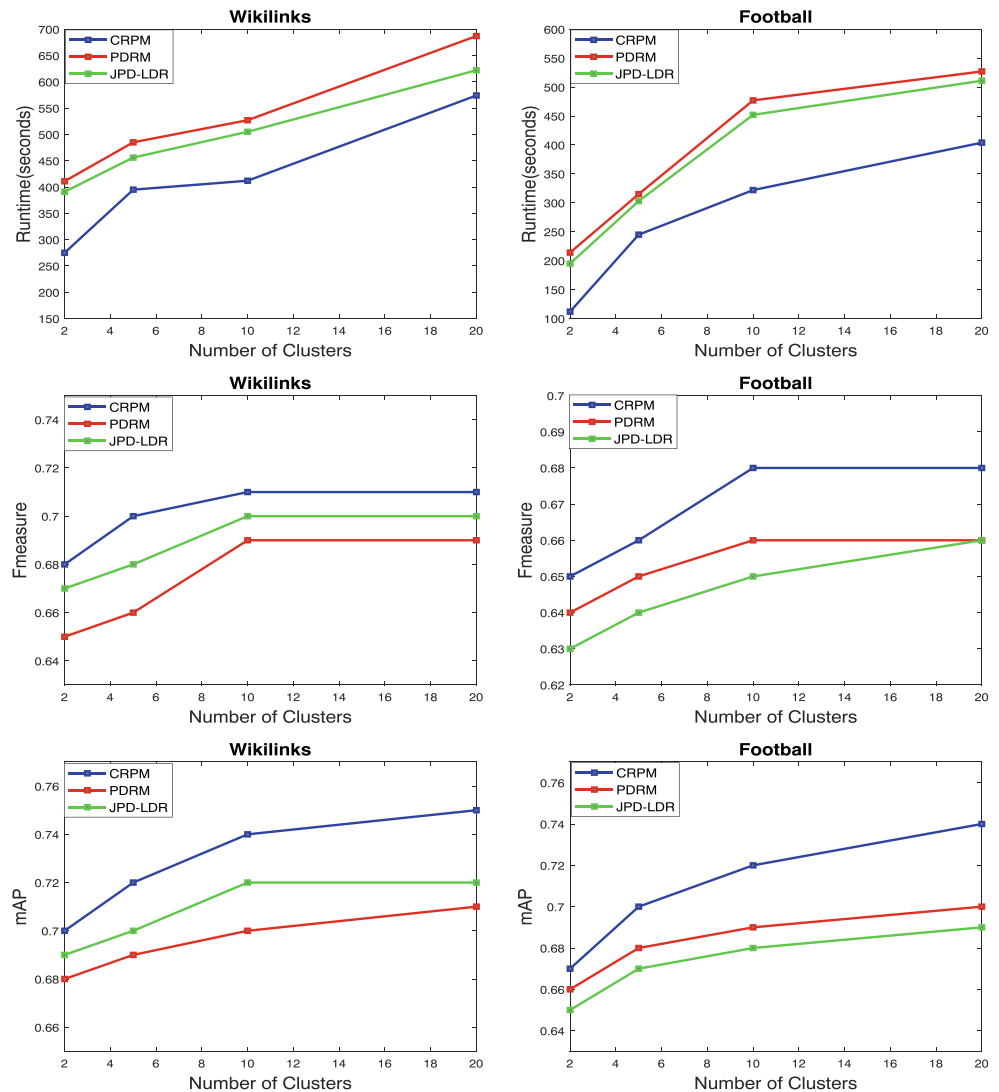 Wikilinks
Runtime(seconds)
700
650
600
550
500
450
400
350
300
250
200
150
CRPM
PDRM
JPD-LDR
2 4 6 8 10 12 14 16 18 20
Number of Clusters
Football
Runtime(seconds)
600
550
500
450
400
350
300
250
200
150
100
CRPM
PDRM
JPD-LDR
2 4 6 8 10 12 14 16 18 20
Number of Clusters
Wikilinks
Fmeasure
0.74
0.72
0.7
0.68
0.66
0.64
CRPM
PDRM
JPD-LDR
2 4 6 8 10 12 14 16 18 20
Number of Clusters
Football
Fmeasure
0.7
0.69
0.68
0.67
0.66
0.65
0.64
0.63
0.62
CRPM
PDRM
JPD-LDR
2 4 6 8 10 12 14 16 18 20
Number of Clusters
Wikilinks
mAP
0.76
0.74
0.72
0.7
0.68
0.66
CRPM
PDRM
JPD-LDR
2 4 6 8 10 12 14 16 18 20
Number of Clusters
Football
mAP
0.76
0.74
0.72
0.7
0.68
0.66
0.64
CRPM
PDRM
JPD-LDR
2 4 6 8 10 12 14 16 18 20
Number of Clusters